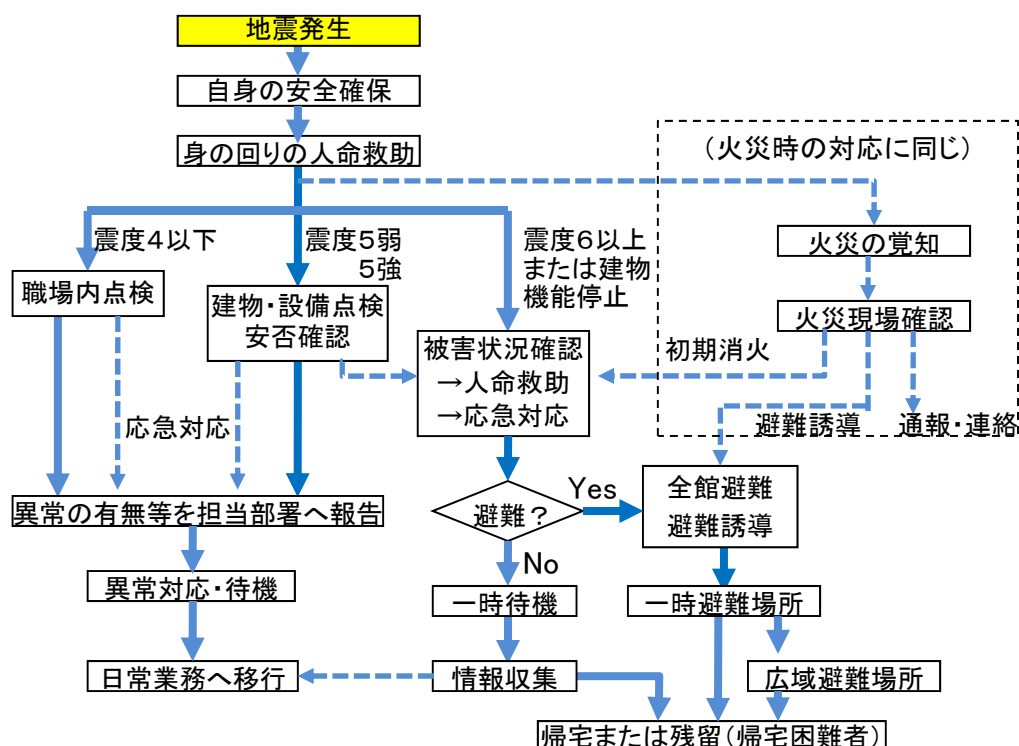 地震発生
自身の安全確保
身の回りの人命救助
(火災時の対応に同じ)
震度4以下
震度5弱
5強
震度6以上
または建物
機能停止
火災の覚知
職場内点検
建物・設備点検
安否確認
火災現場確認
被害状況確認
→人命救助
→応急対応
初期消火
応急対応
避難誘導
通報・連絡
異常の有無等を担当部署へ報告
避難?
Yes
全館避難
避難誘導
No
異常対応・待機
一時待機
一時避難場所
日常業務へ移行
情報収集
広域避難場所
帰宅または残留(帰宅困難者)